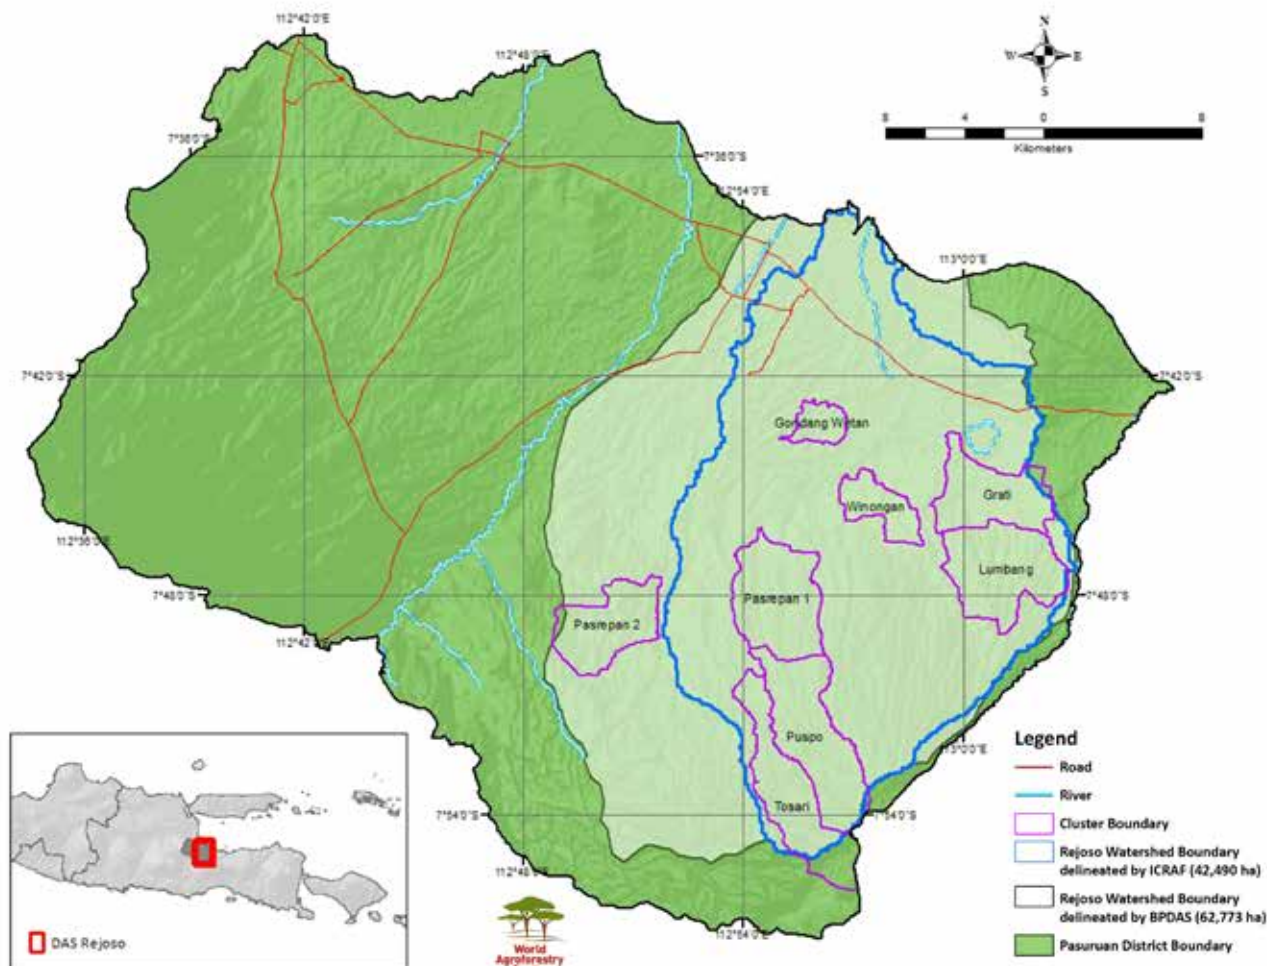 112°42'0"E
112°48'0"E
N
W E
S
8 4 0 8
Kilometers
7°36'0"S
7°36'0"S
112°54'0"E
113°0'0"E
7°42'0"S
7°42'0"S
Gondang Wetan
Grati
Winongan
112°36'0"E
Lumbang
7°48'0"S
Pasrepan 1
7°48'0"S
Pasrepan 2
112°42'0"E
Puspo
113°0'0"E
Tosari
7°54'0"S
7°54'0"S
112°48'0"E
112°54'0"E
DAS Rejoso
World
Agroforestry
Legend
Road
River
Cluster Boundary
Rejoso Watershed Boundary
delineated by ICRAF (42,490 ha)
Rejoso Watershed Boundary
delineated by BPDAS (62,773 ha)
Pasuruan District Boundary